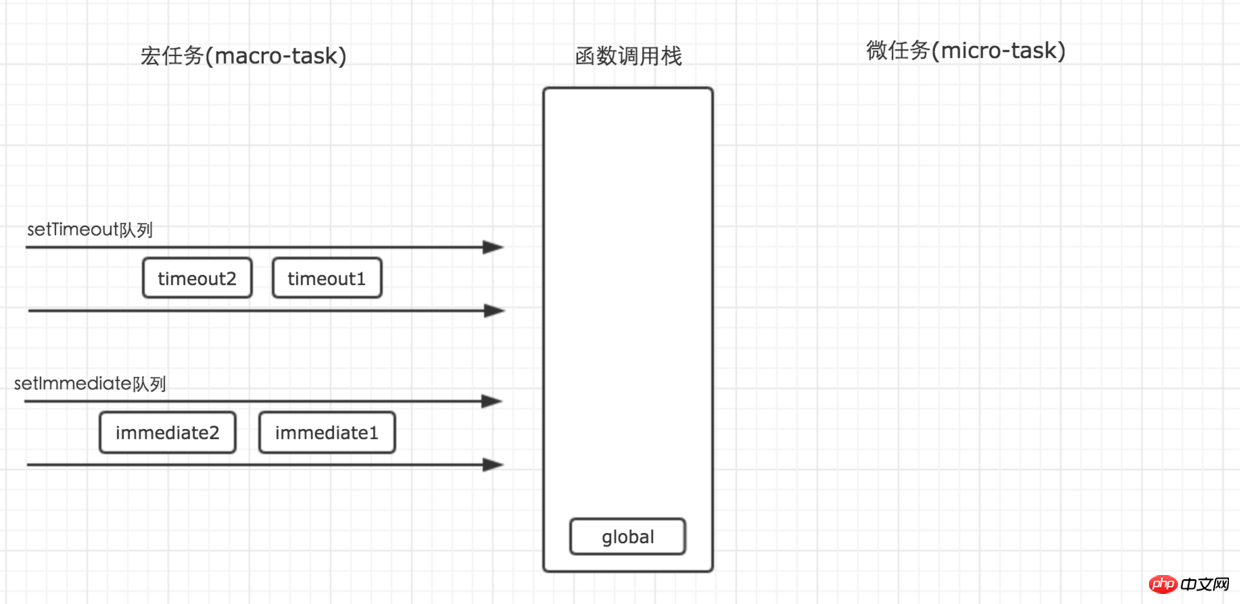 宏任务(macro-task)
函数调用栈
微任务(micro-task)
setTimeout队列
timeout2
timeout1
setImmediate队列
immediate2
immediate1
global
php 中文网